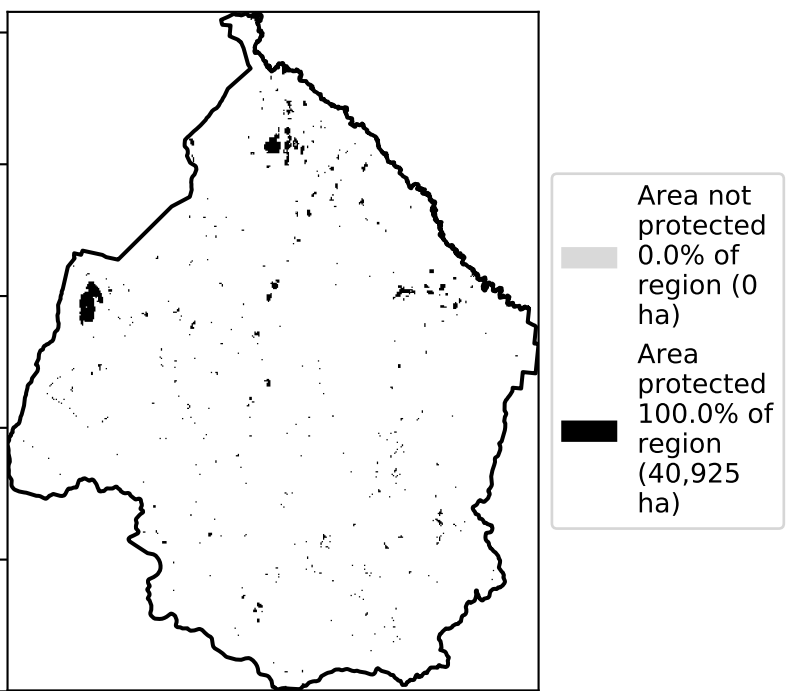 Area not
protected
0.0% of
region (0
ha)
Area
protected
100.0% of
region
(40,925
ha)